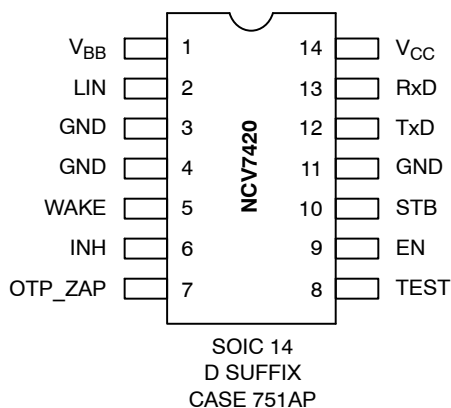 V_BB 1 14 V_CC
LIN 2 13 RxD
GND 3 12 TxD
GND 4 11 GND
WAKE 5 10 STB
INH 6 9 EN
OTP_ZAP 7 8 TEST
NCV7420
SOIC 14
D SUFFIX
CASE 751AP